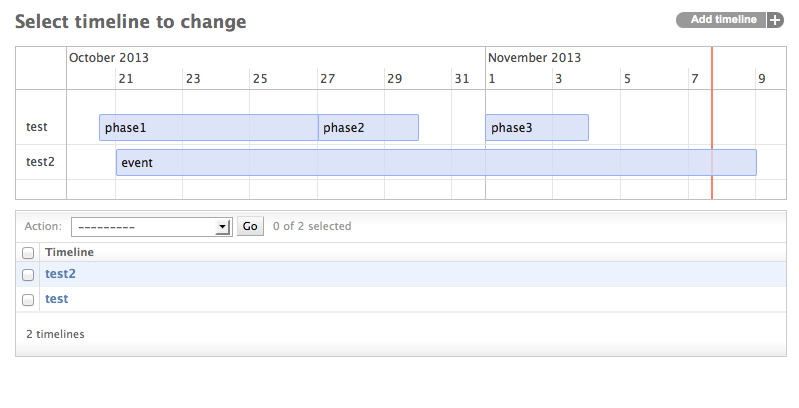 Select timeline to change
Add timeline +
October 2013 November 2013
21 23 25 27 29 31 1 3 5 7 9
test phase1 phase2 phase3
test2 event
Action: --------- Go 0 of 2 selected
Timeline
test2
test
2 timelines